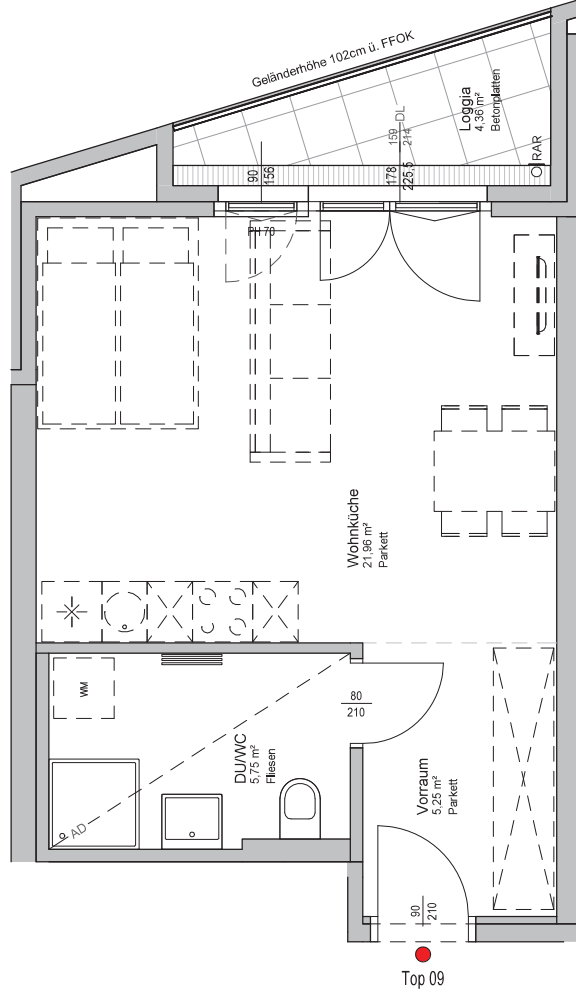 Geländerhöhe 102cm ü. FFOK
Loggia
4,36 m²
Betonplatten
RAR
DL
159
214
90
156
178
225,5
PH 70
Wohnküche
21,96 m²
Parkett
WM
80
210
DU/WC
5,75 m²
Fliesen
AD
Vorraum
5,25 m²
Parkett
90
210
Top 09